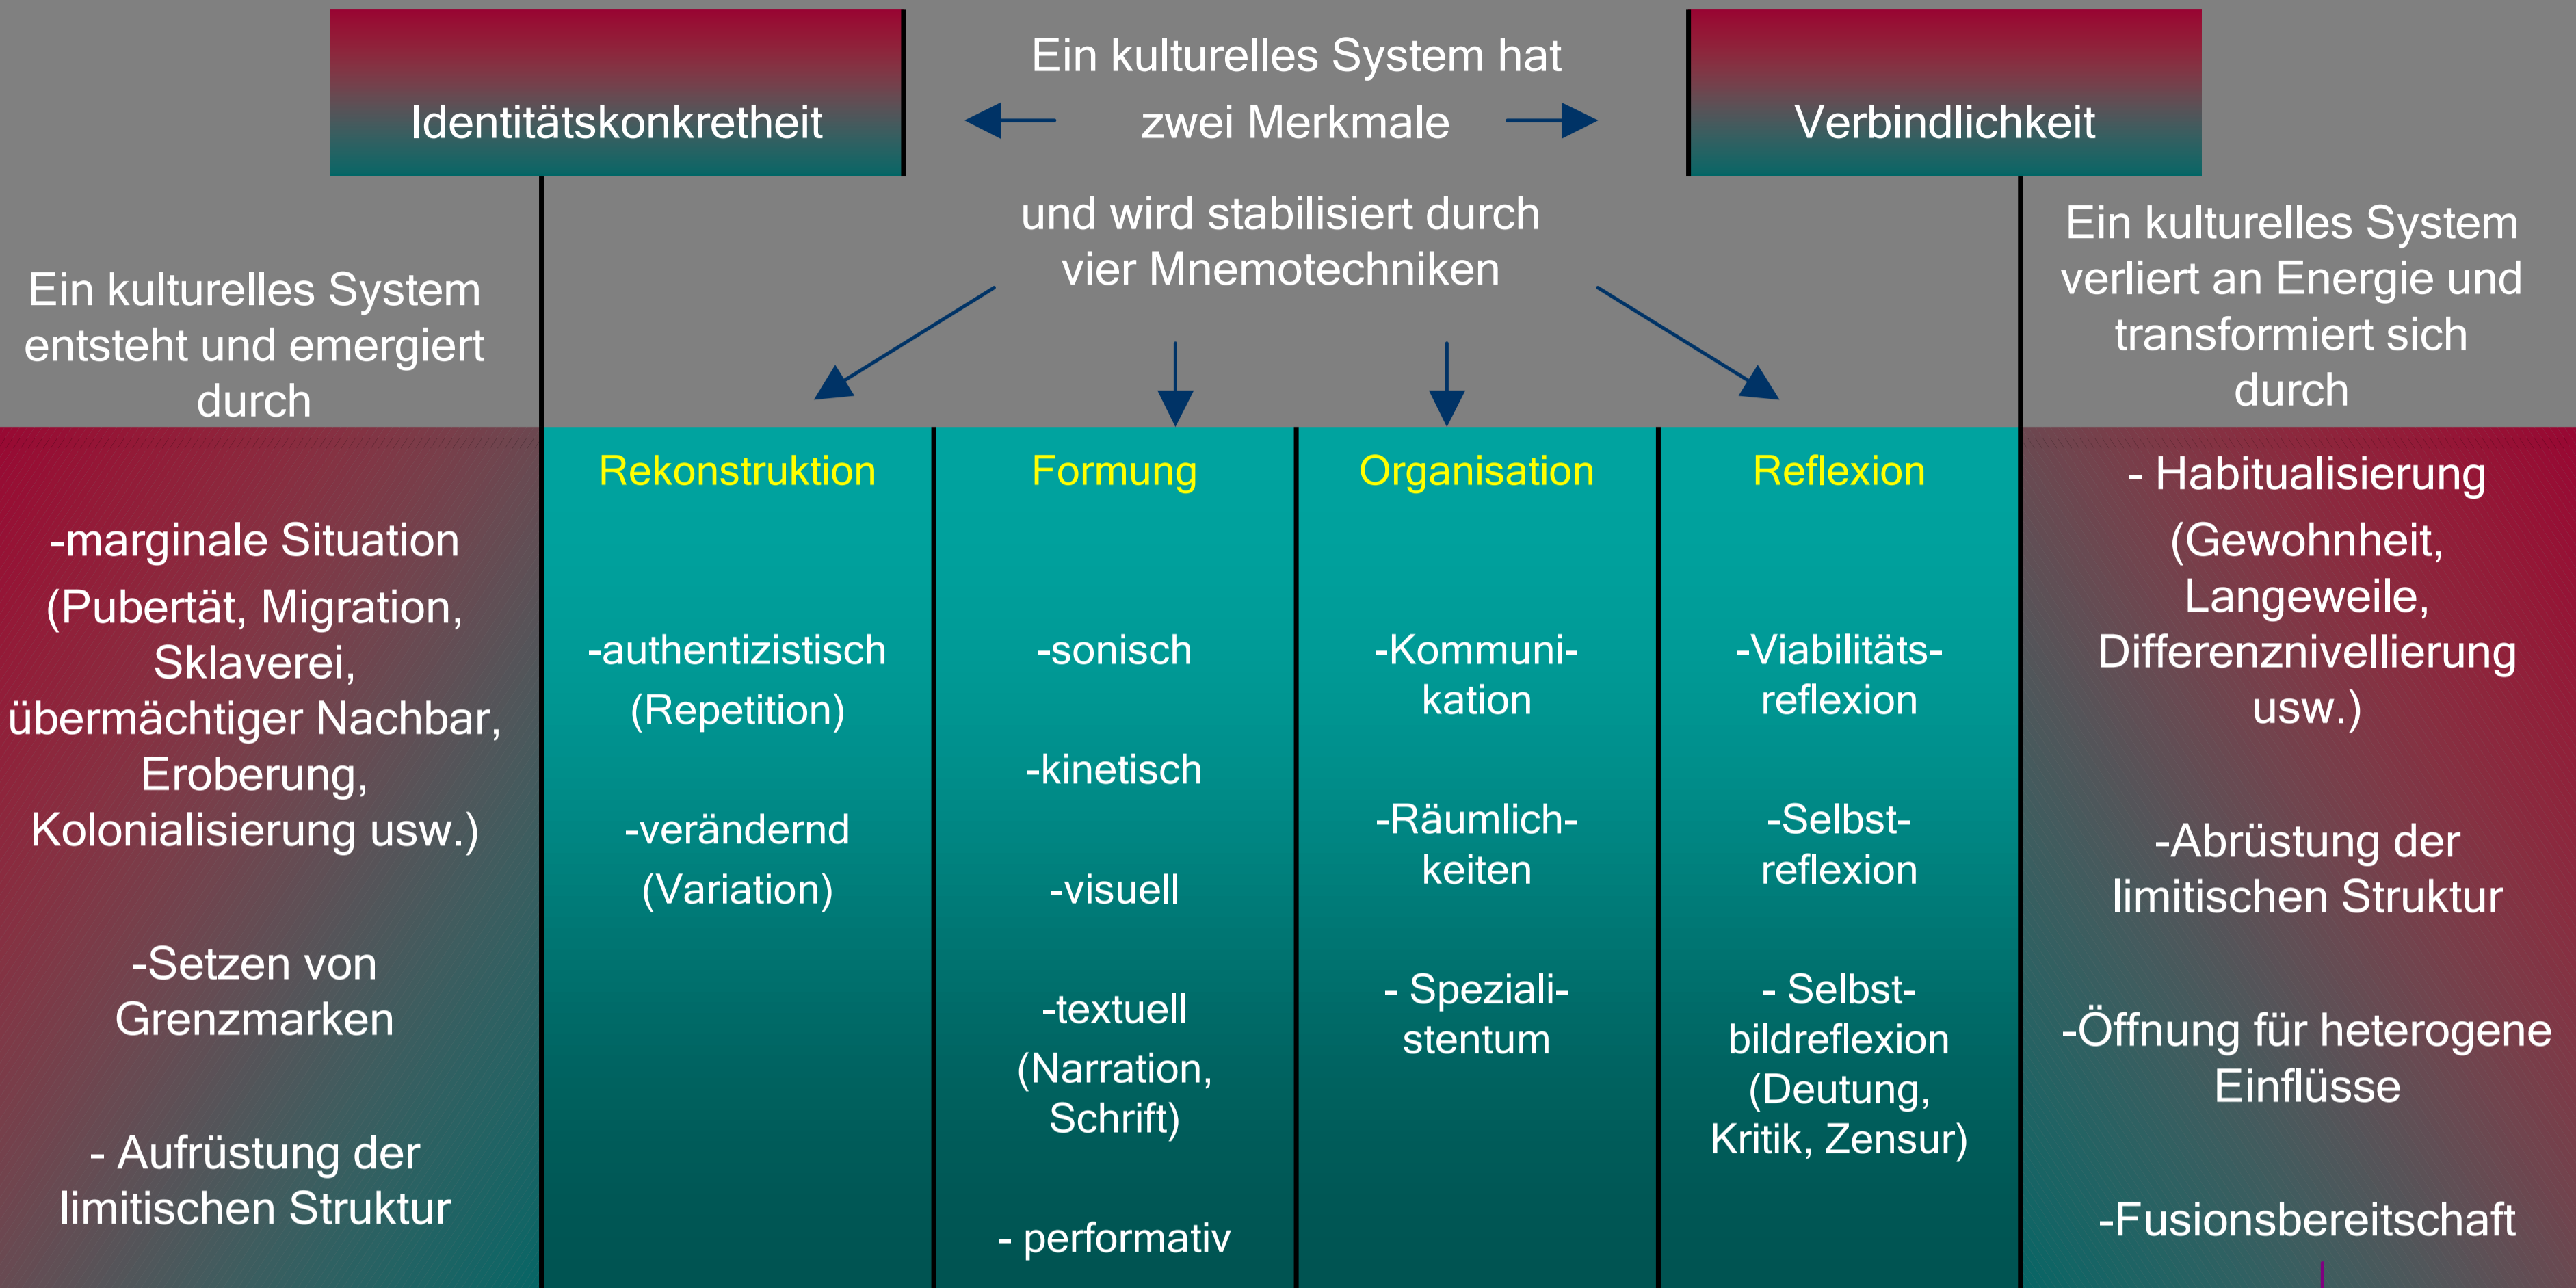 Identitätskonkretheit
Ein kulturelles System hat
zwei Merkmale
Verbindlichkeit
und wird stabilisiert durch
vier Mnemotechniken
Ein kulturelles System
entsteht und emergiert
durch
Ein kulturelles System
verliert an Energie und
transformiert sich
durch
-marginale Situation
(Pubertät, Migration,
Sklaverei,
übermächtiger Nachbar,
Eroberung,
Kolonialisierung usw.)
-Setzen von
Grenzmarken
- Aufrüstung der
limitischen Struktur
Rekonstruktion
-authentizistisch
(Repetition)
-verändernd
(Variation)
Formung
-sonisch
-kinetisch
-visuell
-textuell
(Narration,
Schrift)
- performativ
Organisation
-Kommuni-
kation
-Räumlich-
keiten
- Speziali-
stentum
Reflexion
-Viabilitäts-
reflexion
-Selbst-
reflexion
- Selbst-
bildreflexion
(Deutung,
Kritik, Zensur)
- Habitualisierung
(Gewohnheit,
Langeweile,
Differenznivellierung
usw.)
-Abrüstung der
limitischen Struktur
-Öffnung für heterogene
Einflüsse
-Fusionsbereitschaft